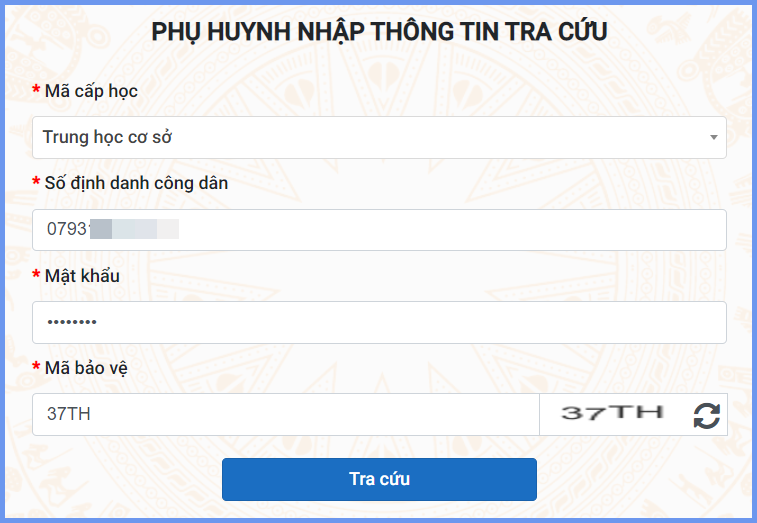 PHỤ HUYNH NHẬP THÔNG TIN TRA CỨU
* Mã cấp học
Trung học cơ sở
* Số định danh công dân
0793
* Mật khẩu
••••••••
* Mã bảo vệ
37TH
37TH
Tra cứu